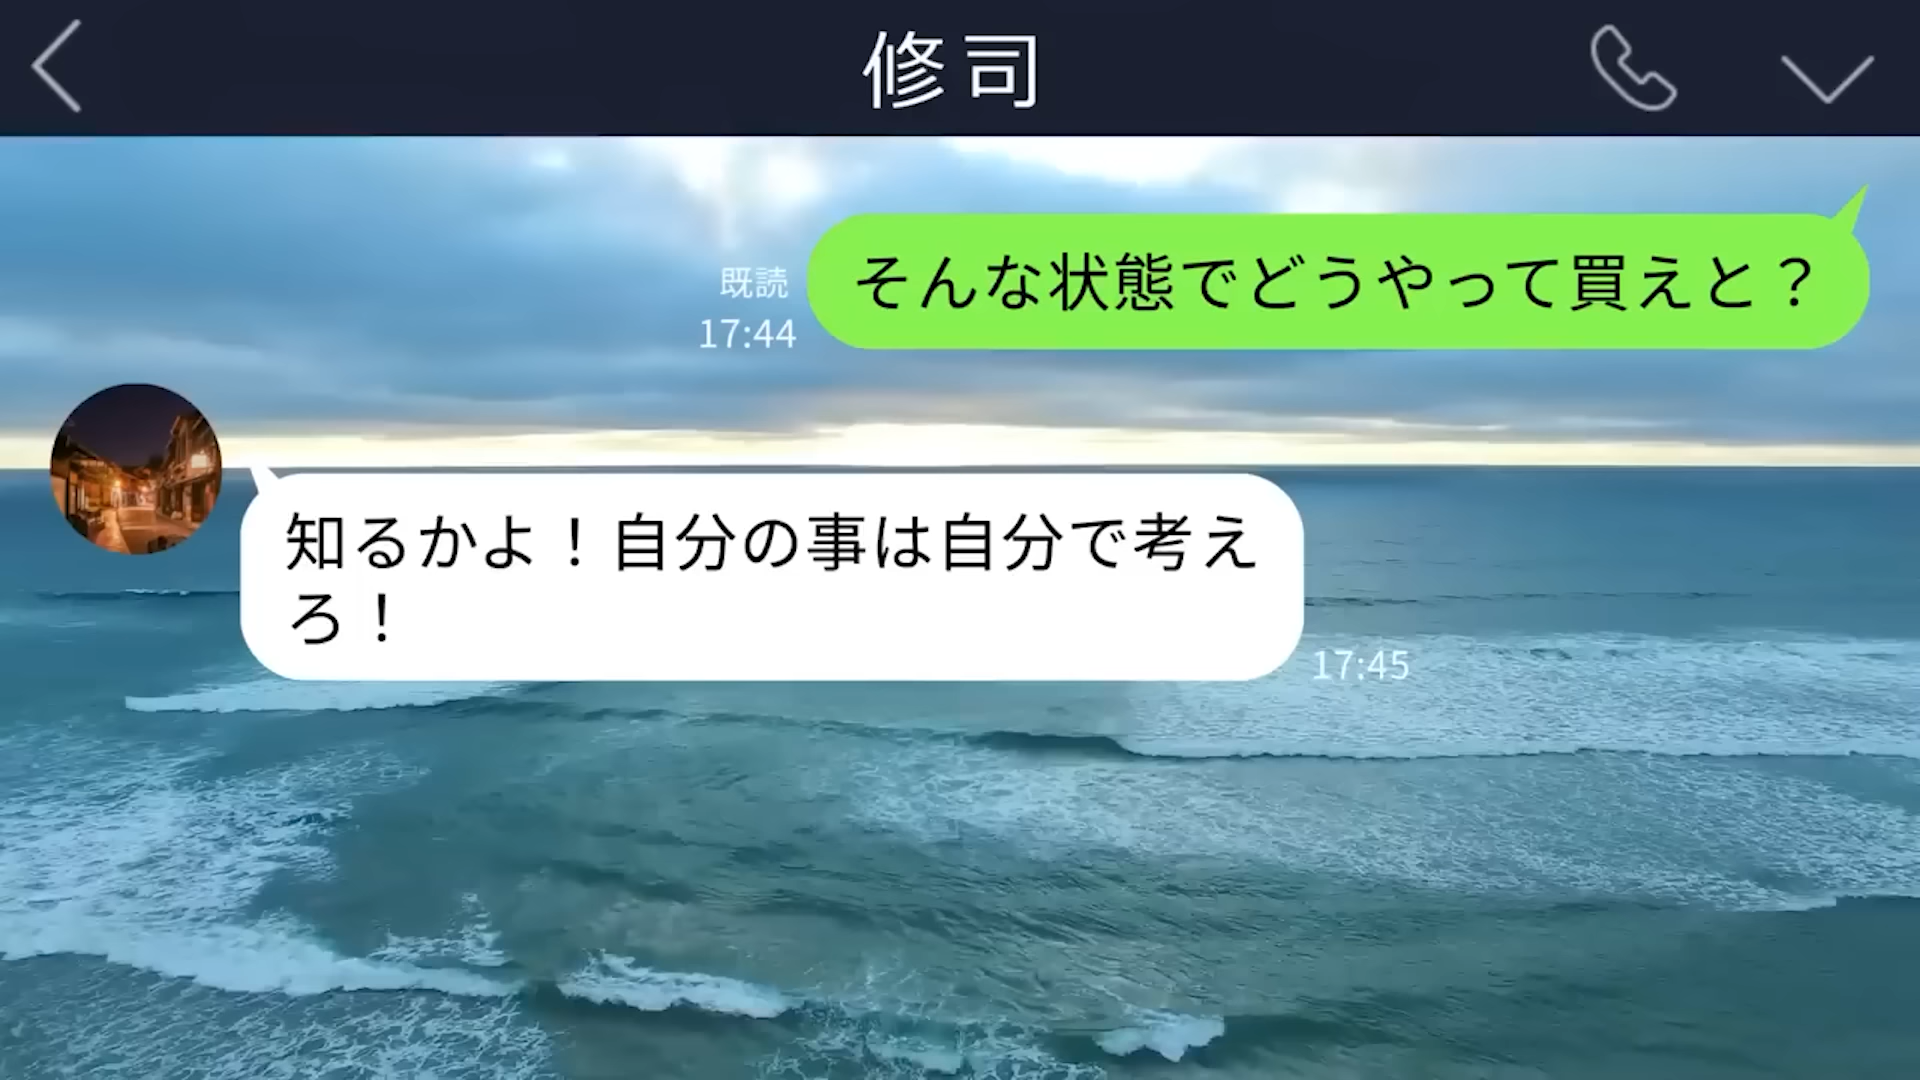 修司
そんな状態でどうやって買えと？
既読
17:44
知るかよ！自分の事は自分で考え
ろ！
17:45